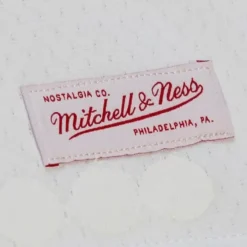 NOSTALGIA CO.
Mitchell & Ness
PHILADELPHIA, PA.